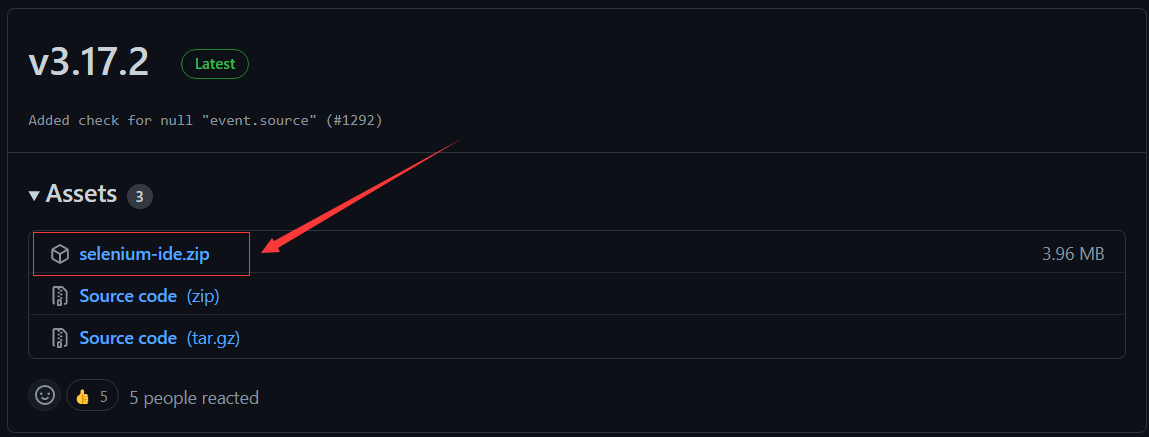 v3.17.2 Latest
Added check for null "event.source" (#1292)
Assets 3
selenium-ide.zip 3.96 MB
Source code (zip)
Source code (tar.gz)
5 5 people reacted